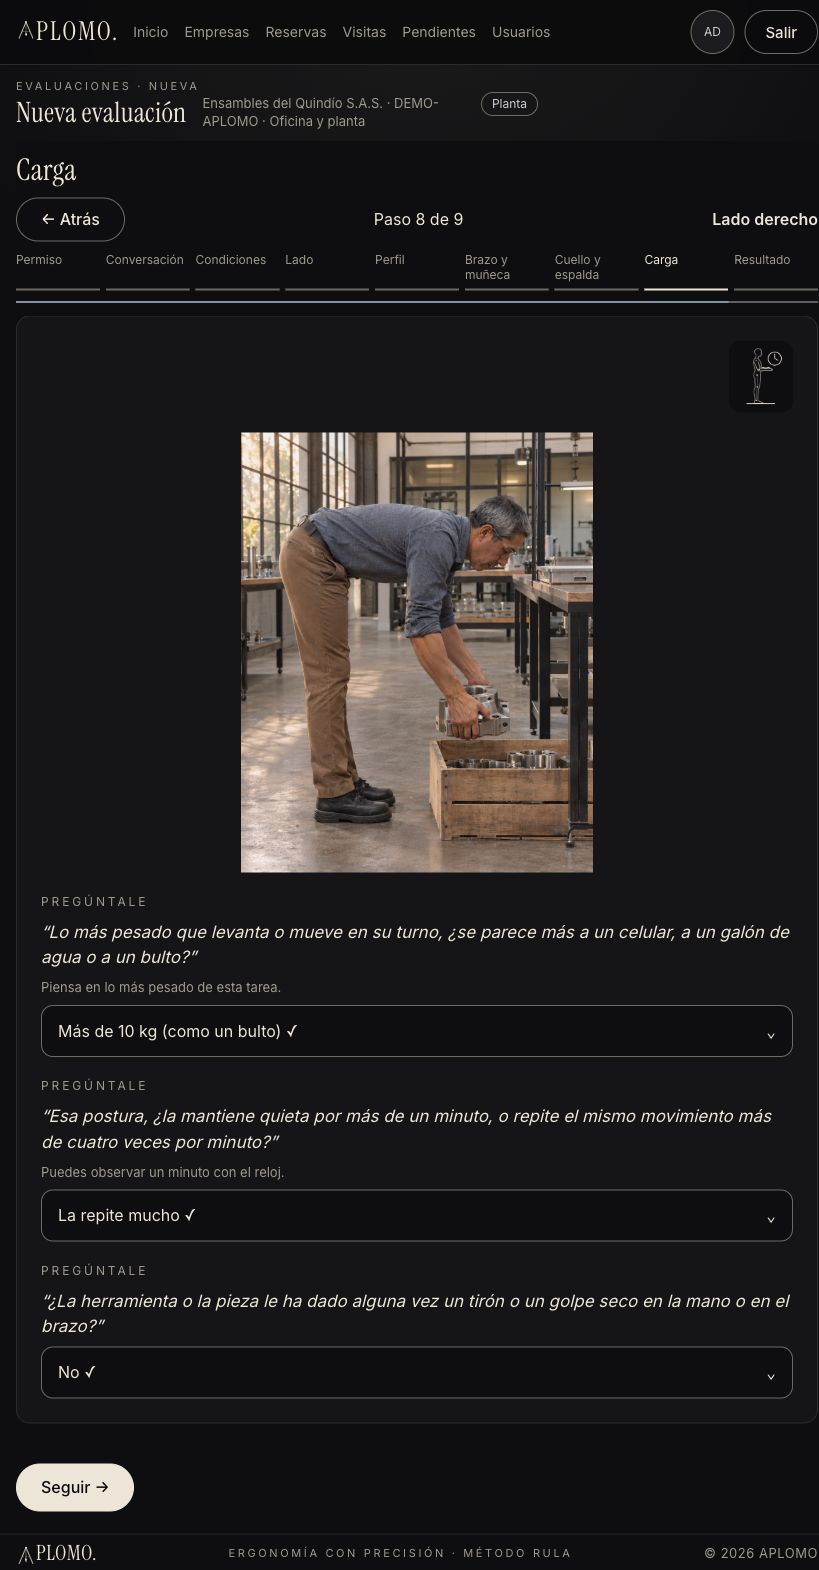 APLOMO. Inicio Empresas Reservas Visitas Pendientes Usuarios AD Salir
EVALUACIONES · NUEVA
Nueva evaluación Ensambles del Quindío S.A.S. · DEMO-
APLOMO · Oficina y planta
Planta
Carga
← Atrás Paso 8 de 9 Lado derecho
Permiso Conversación Condiciones Lado Perfil Brazo y
muñeca Cuello y
espalda Carga Resultado
PREGÚNTALE
“Lo más pesado que levanta o mueve en su turno, ¿se parece más a un celular, a un galón de
agua o a un bulto?”
Piensa en lo más pesado de esta tarea.
Más de 10 kg (como un bulto) ✓
PREGÚNTALE
“Esa postura, ¿la mantiene quieta por más de un minuto, o repite el mismo movimiento más
de cuatro veces por minuto?”
Puedes observar un minuto con el reloj.
La repite mucho ✓
PREGÚNTALE
“¿La herramienta o la pieza le ha dado alguna vez un tirón o un golpe seco en la mano o en el
brazo?”
No ✓
Seguir →
APLOMO. ERGONOMÍA CON PRECISIÓN · MÉTODO RULA © 2026 APLOMO